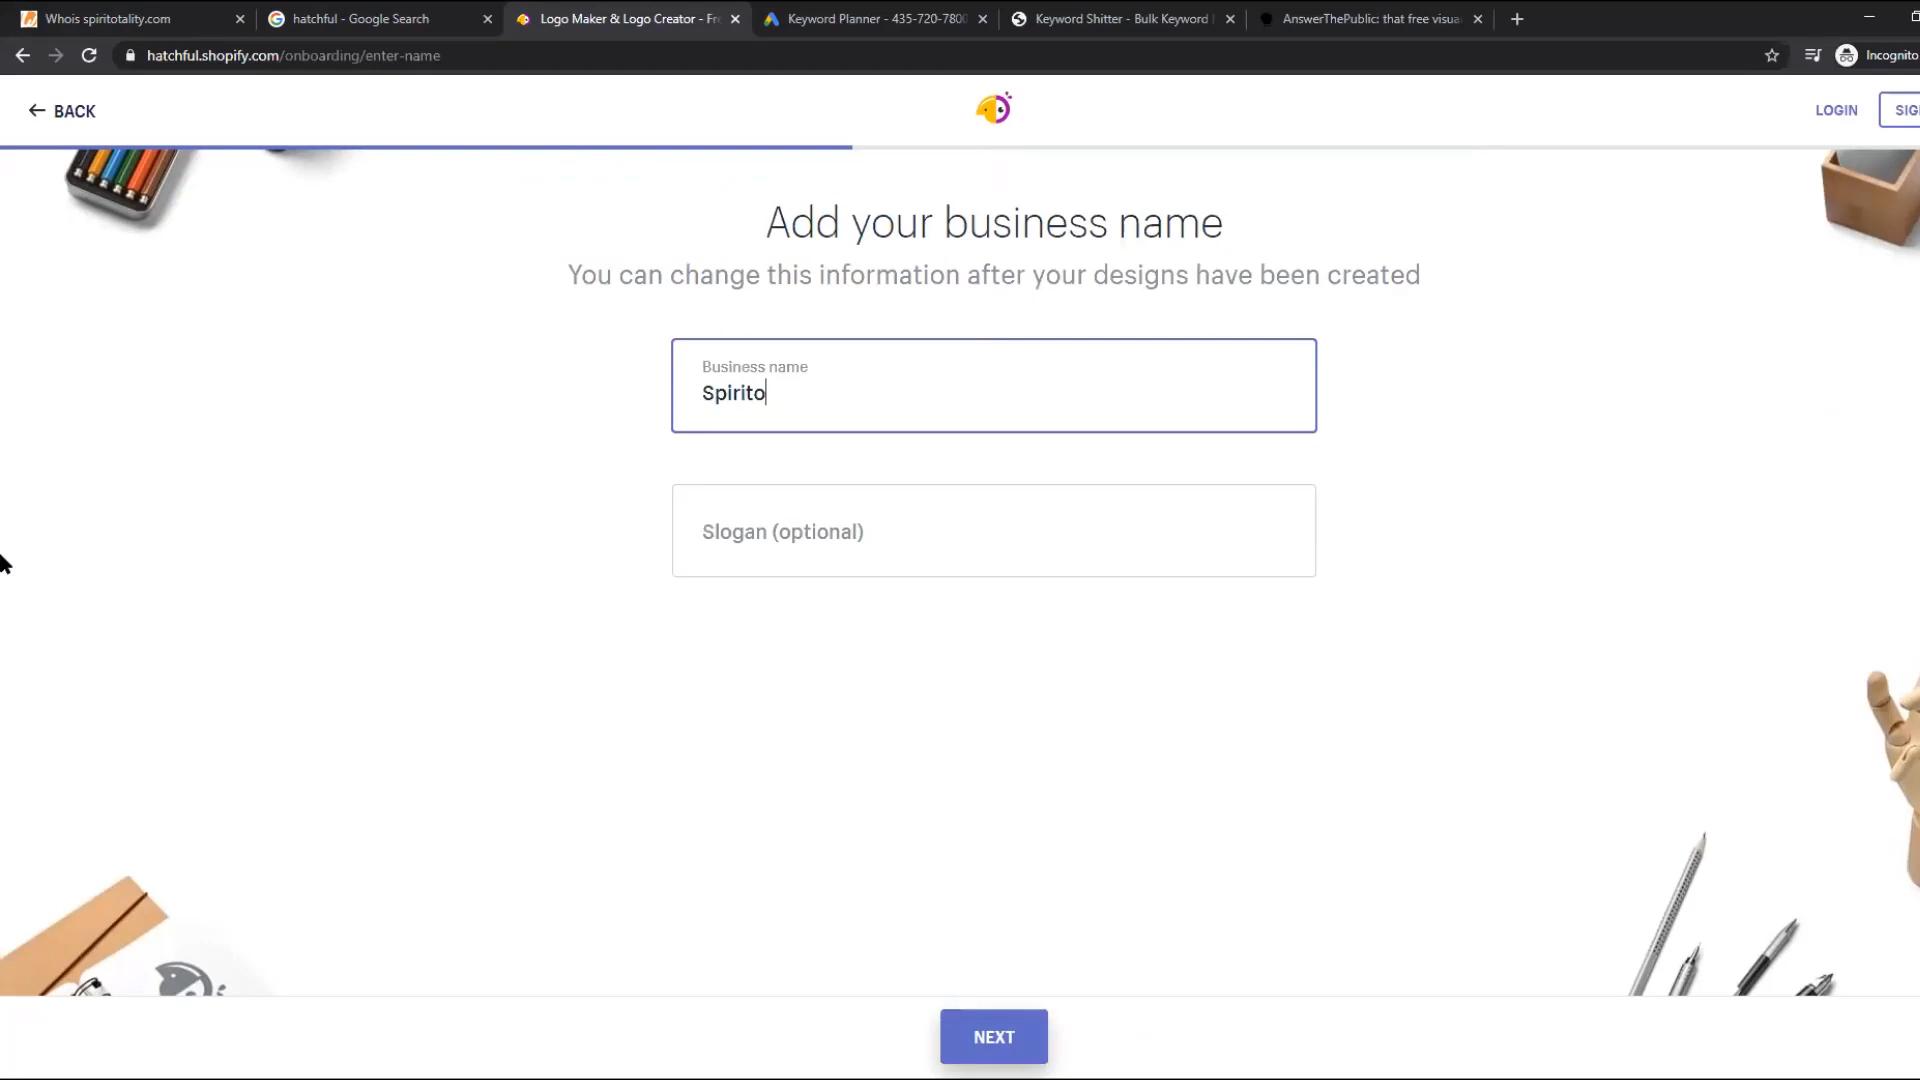 Whois spiritotality.com
hatchful - Google Search
Logo Maker & Logo Creator - Fr
Keyword Planner - 435-720-7800
Keyword Shitter - Bulk Keyword
AnswerThePublic: that free visua
hatchful.shopify.com/onboarding/enter-name
Incognito
BACK
LOGIN
SIG
Add your business name
You can change this information after your designs have been created
Business name
Spirito
Slogan (optional)
NEXT